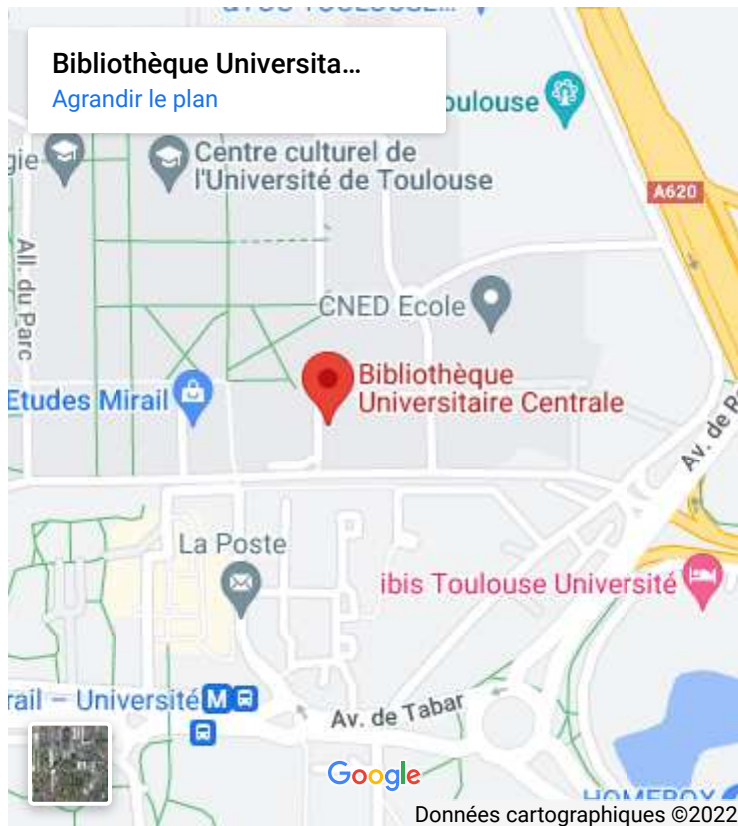 Bibliothèque Universita...
Agrandir le plan
oulouse
gie
Centre culturel de
l'Université de Toulouse
A620
All. du Parc
CNED Ecole
Bibliothèque
Universitaire Centrale
Etudes Mirail
Av. de R
La Poste
ibis Toulouse Université
rail – Université
M
Av. de Tabar
Google
HOMEBOX
Données cartographiques ©2022